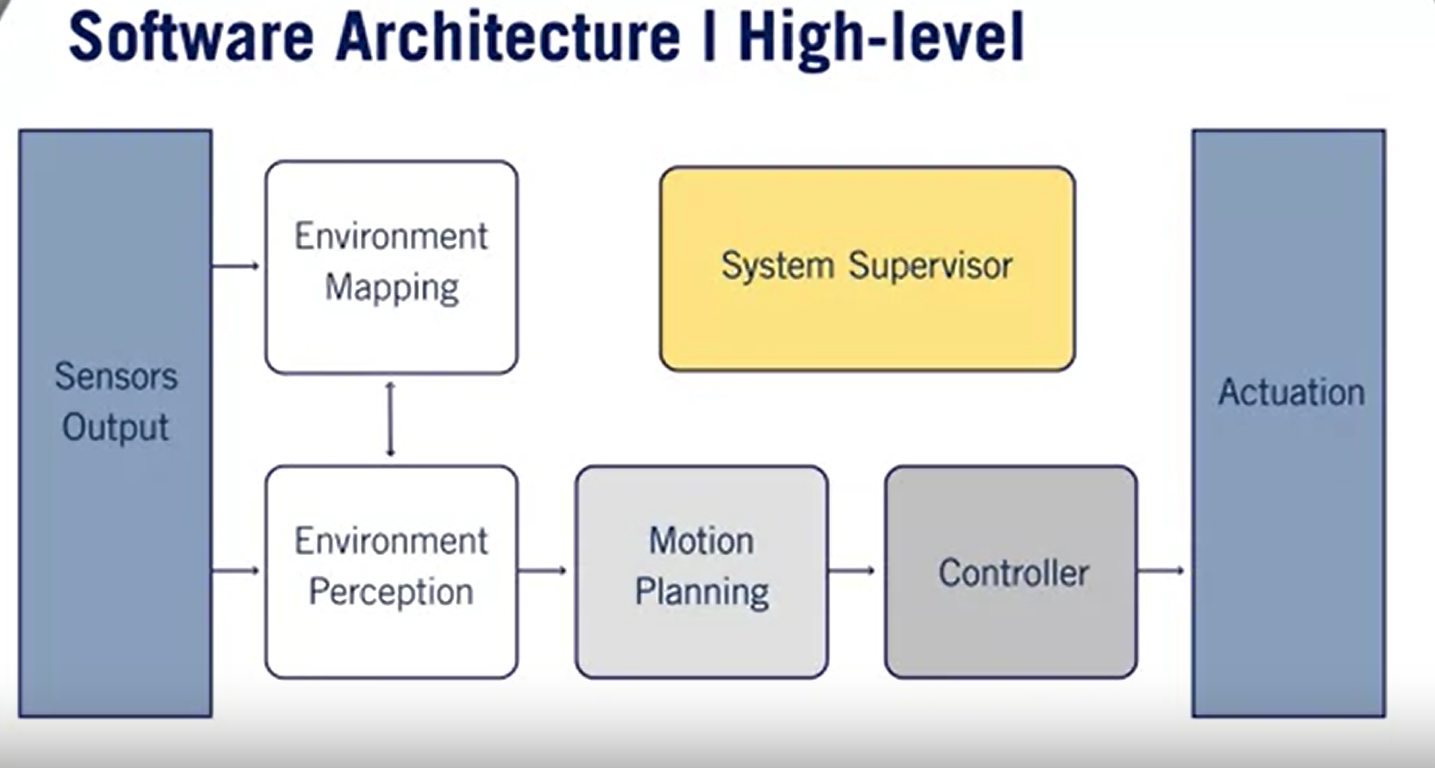 Software Architecture | High-level
Sensors
Output
Environment
Mapping
System Supervisor
Actuation
Environment
Perception
Motion
Planning
Controller